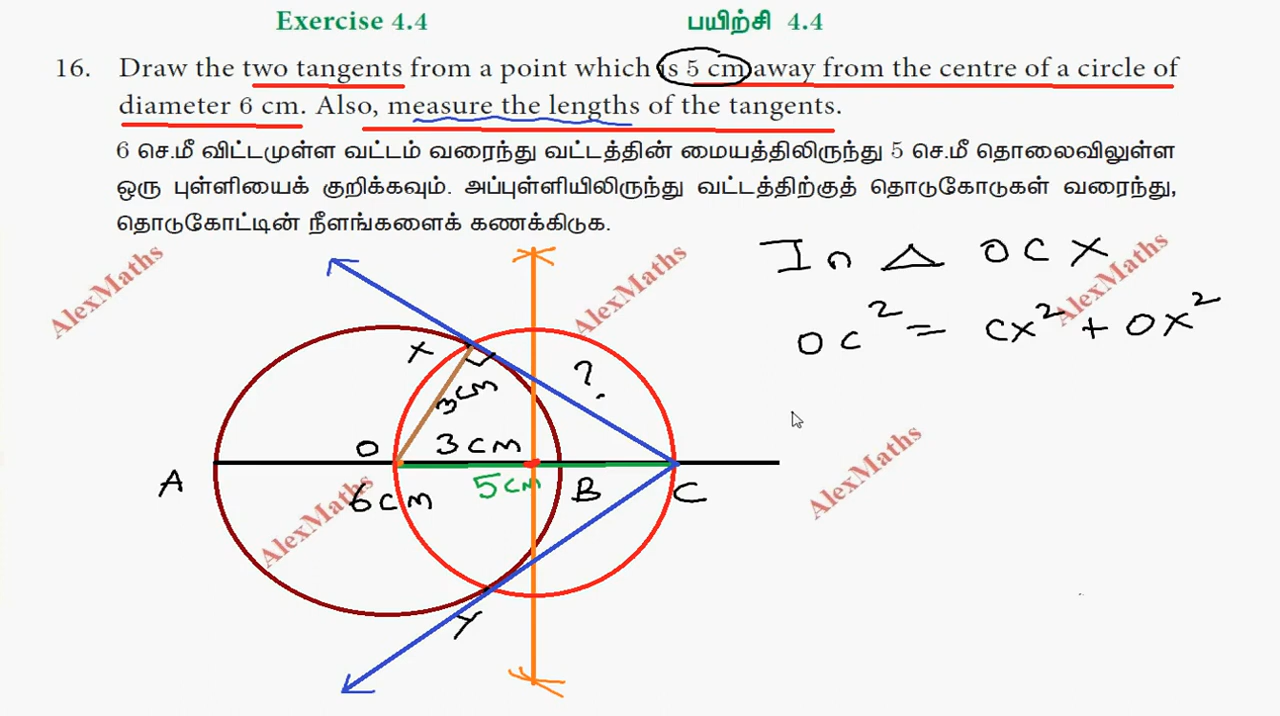 Exercise 4.4
பயிற்சி 4.4
16. Draw the two tangents from a point which is 5 cm away from the centre of a circle of
diameter 6 cm. Also, measure the lengths of the tangents.
6 செ.மீ விட்டமுள்ள வட்டம் வரைந்து வட்டத்தின் மையத்திலிருந்து 5 செ.மீ தொலைவிலுள்ள
ஒரு புள்ளியைக் குறிக்கவும். அப்புள்ளியிலிருந்து வட்டத்திற்குத் தொடுகோடுகள் வரைந்து,
தொடுகோட்டின் நீளங்களைக் கணக்கிடுக.
AlexMaths
AlexMaths
AlexMaths
In △ OCX
OC² = CX² + OX²
X
?
3cm
O
3cm
A
6cm
5cm
B
C
AlexMaths
AlexMaths
Y